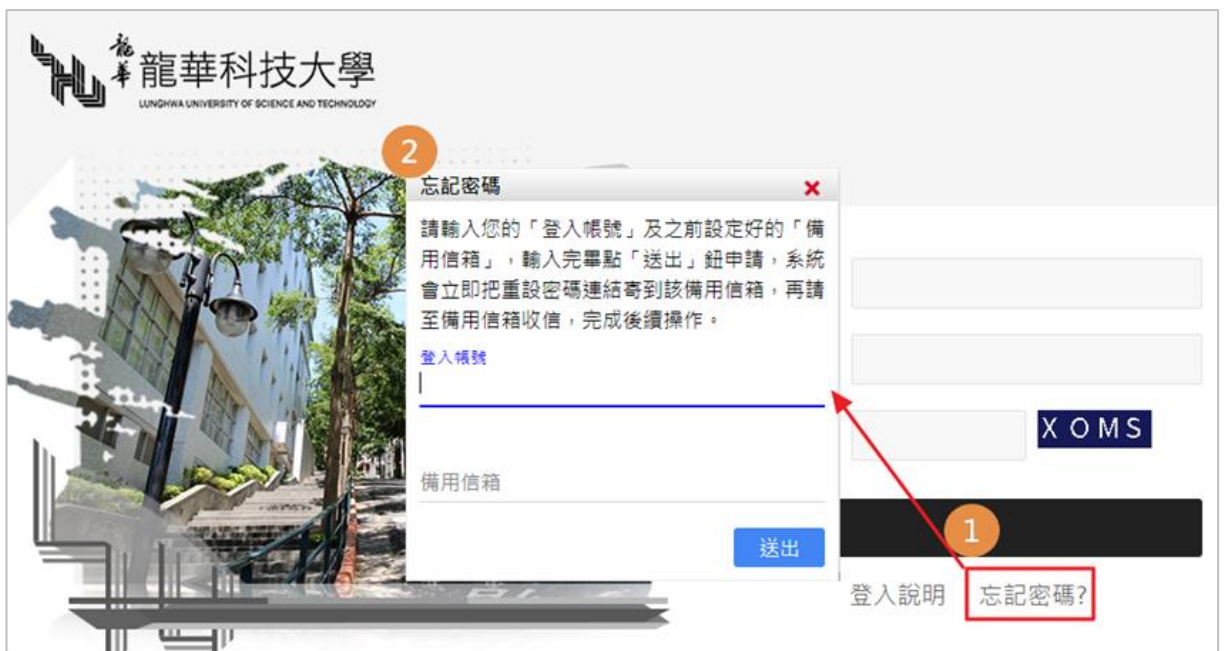 龍華
龍華科技大學
LUNGHWA UNIVERSITY OF SCIENCE AND TECHNOLOGY
2
忘記密碼
請輸入您的「登入帳號」及之前設定好的「備
用信箱」，輸入完畢點「送出」鈕申請，系統
會立即把重設密碼連結寄到該備用信箱，再請
至備用信箱收信，完成後續操作。
登入帳號
備用信箱
送出
XOMS
1
登入說明
忘記密碼?